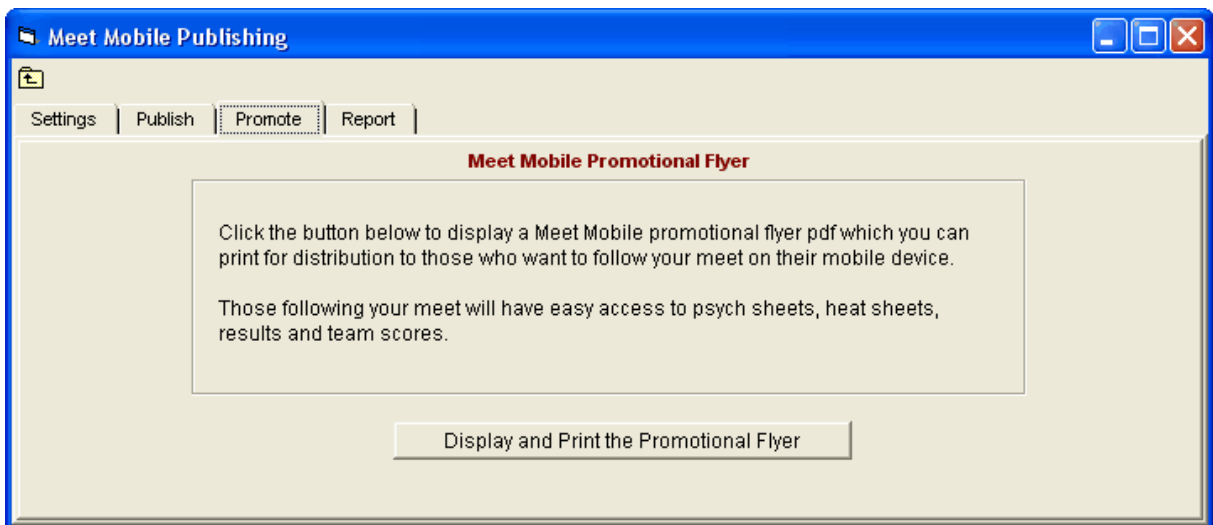 Meet Mobile Publishing
Settings Publish Promote Report
Meet Mobile Promotional Flyer
Click the button below to display a Meet Mobile promotional flyer pdf which you can
print for distribution to those who want to follow your meet on their mobile device.
Those following your meet will have easy access to psych sheets, heat sheets,
results and team scores.
Display and Print the Promotional Flyer